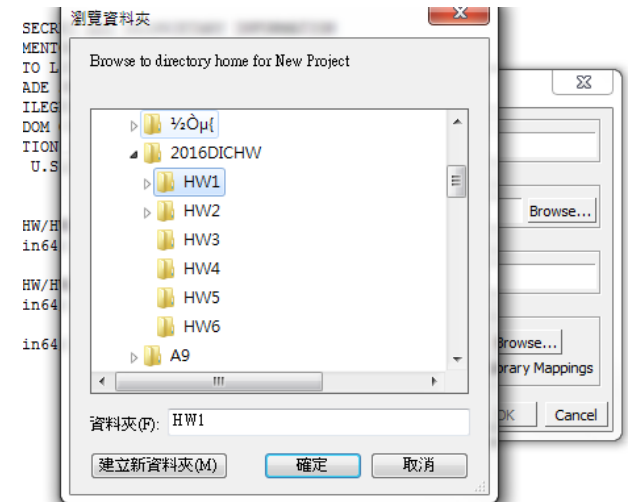 瀏覽資料夾
SECR
MENT
TO L
ADE
ILEG
DOM
TION
U.S
HW/H
in64
HW/H
in64
in64
Browse to directory home for New Project
½Òµ{
2016DICHW
HW1
HW2
HW3
HW4
HW5
HW6
A9
資料夾(F): HW1
建立新資料夾(M) 確定 取消
Browse...
Browse...
brary Mappings
OK Cancel